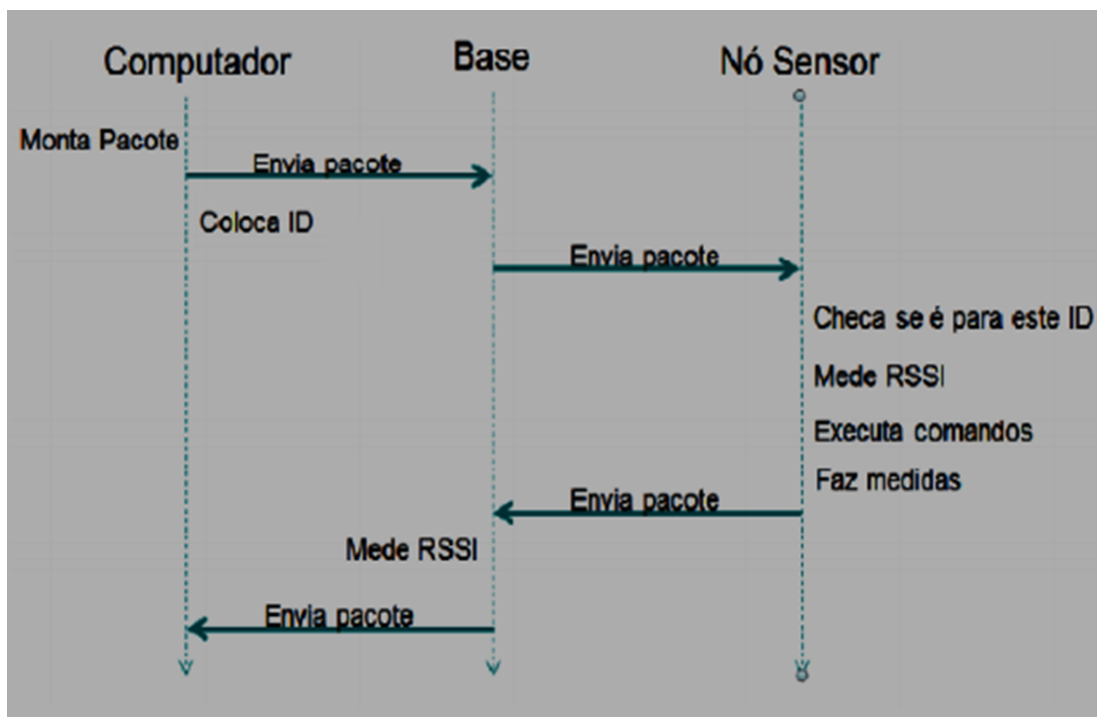 Computador
Base
Nó Sensor
Monta Pacote
Envia pacote
Coloca ID
Envia pacote
Checa se é para este ID
Mede RSSI
Executa comandos
Faz medidas
Envia pacote
Mede RSSI
Envia pacote